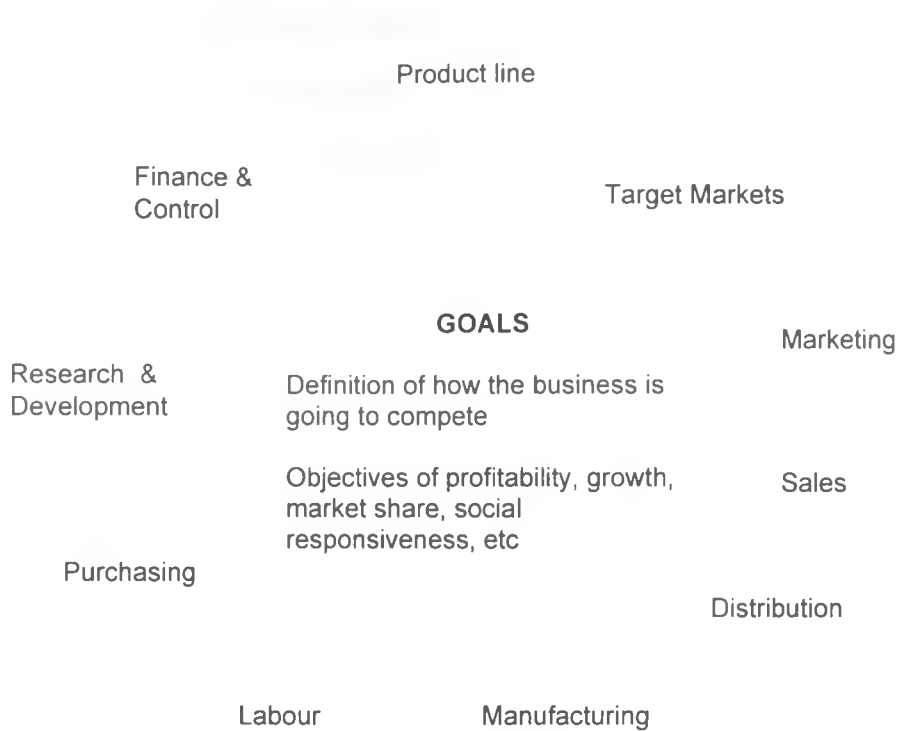 Product line
Finance &
Control
Target Markets
GOALS
Marketing
Research &
Development
Definition of how the business is
going to compete
Objectives of profitability, growth,
market share, social
responsiveness, etc
Sales
Purchasing
Distribution
Labour
Manufacturing